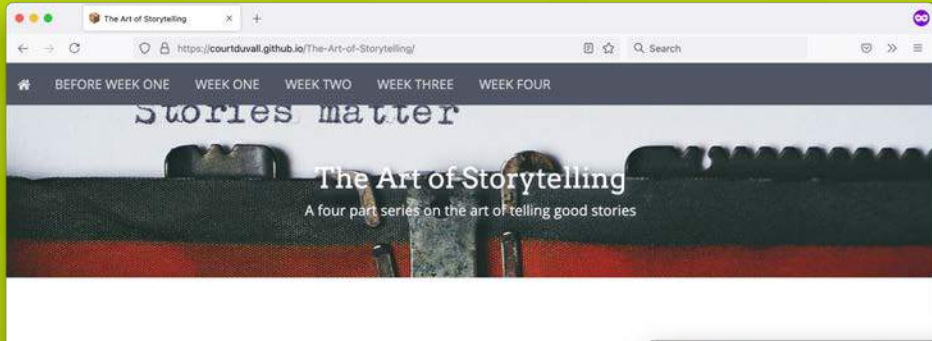 The Art of Storytelling
https://courtduvall.github.io/The-Art-of-Storytelling/
Search
BEFORE WEEK ONE WEEK ONE WEEK TWO WEEK THREE WEEK FOUR
Stories matter
The Art of Storytelling
A four part series on the art of telling good stories